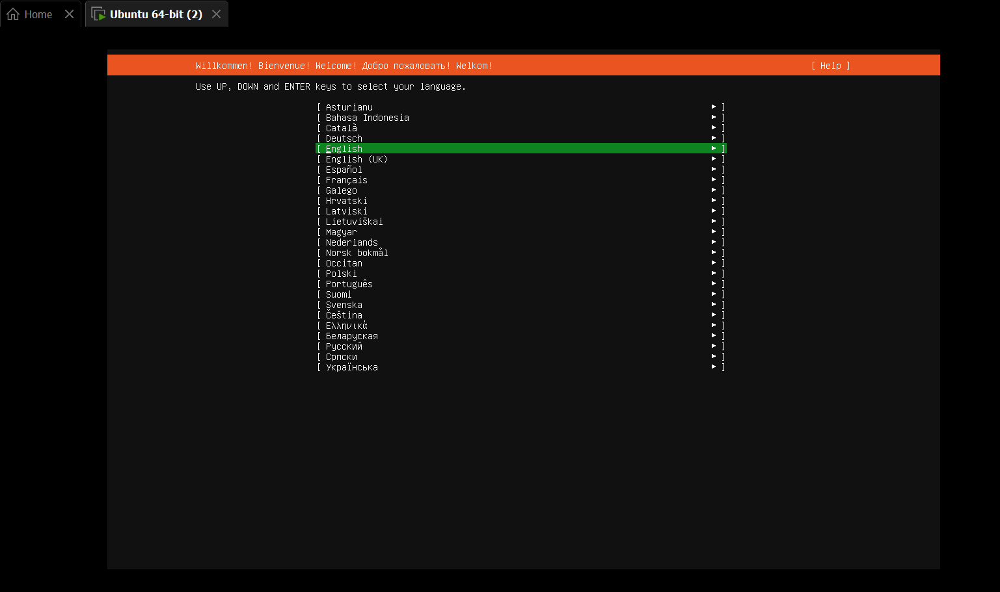 Home
Ubuntu 64-bit (2)
Willkommen! Bienvenue! Welcome! Добро пожаловать! Welkom! [ Help ]
Use UP, DOWN and ENTER keys to select your language.
[ Asturianu ▸ ]
[ Bahasa Indonesia ▸ ]
[ Català ▸ ]
[ Deutsch ▸ ]
[ English ▸ ]
[ English (UK) ▸ ]
[ Español ▸ ]
[ Français ▸ ]
[ Galego ▸ ]
[ Hrvatski ▸ ]
[ Latviski ▸ ]
[ Lietuviškai ▸ ]
[ Magyar ▸ ]
[ Nederlands ▸ ]
[ Norsk bokmål ▸ ]
[ Occitan ▸ ]
[ Polski ▸ ]
[ Português ▸ ]
[ Suomi ▸ ]
[ Svenska ▸ ]
[ Čeština ▸ ]
[ Ελληνικά ▸ ]
[ Беларуская ▸ ]
[ Русский ▸ ]
[ Српски ▸ ]
[ Українська ▸ ]